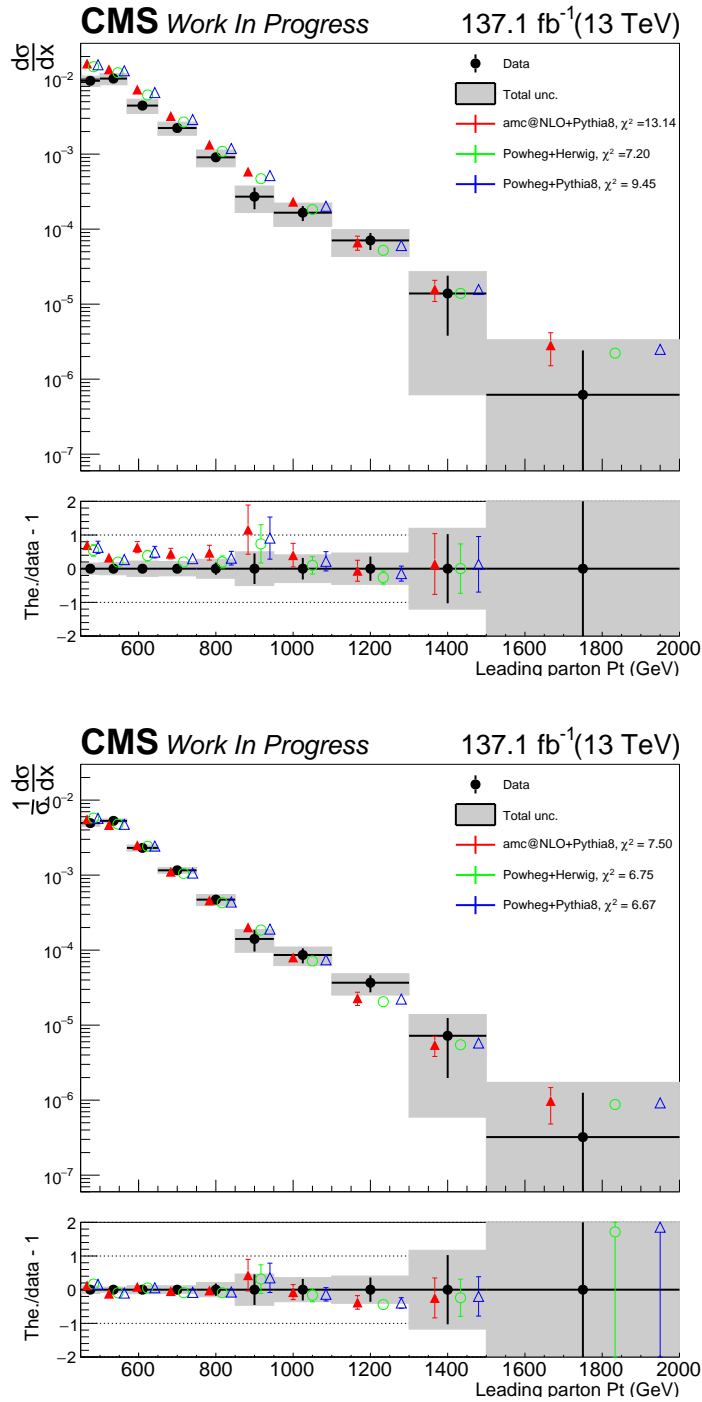 CMS Work In Progress 137.1 fb⁻¹(13 TeV)
dσ
dx
Data
Total unc.
amc@NLO+Pythia8, χ² =13.14
Powheg+Herwig, χ² =7.20
Powheg+Pythia8, χ² = 9.45
10⁻²
10⁻³
10⁻⁴
10⁻⁵
10⁻⁶
10⁻⁷
The./data - 1
2
1
0
−1
−2
600 800 1000 1200 1400 1600 1800 2000
Leading parton Pt (GeV)
CMS Work In Progress 137.1 fb⁻¹(13 TeV)
1 dσ
σ dx
Data
Total unc.
amc@NLO+Pythia8, χ² = 7.50
Powheg+Herwig, χ² = 6.75
Powheg+Pythia8, χ² = 6.67
10⁻²
10⁻³
10⁻⁴
10⁻⁵
10⁻⁶
10⁻⁷
The./data - 1
2
1
0
−1
−2
600 800 1000 1200 1400 1600 1800 2000
Leading parton Pt (GeV)